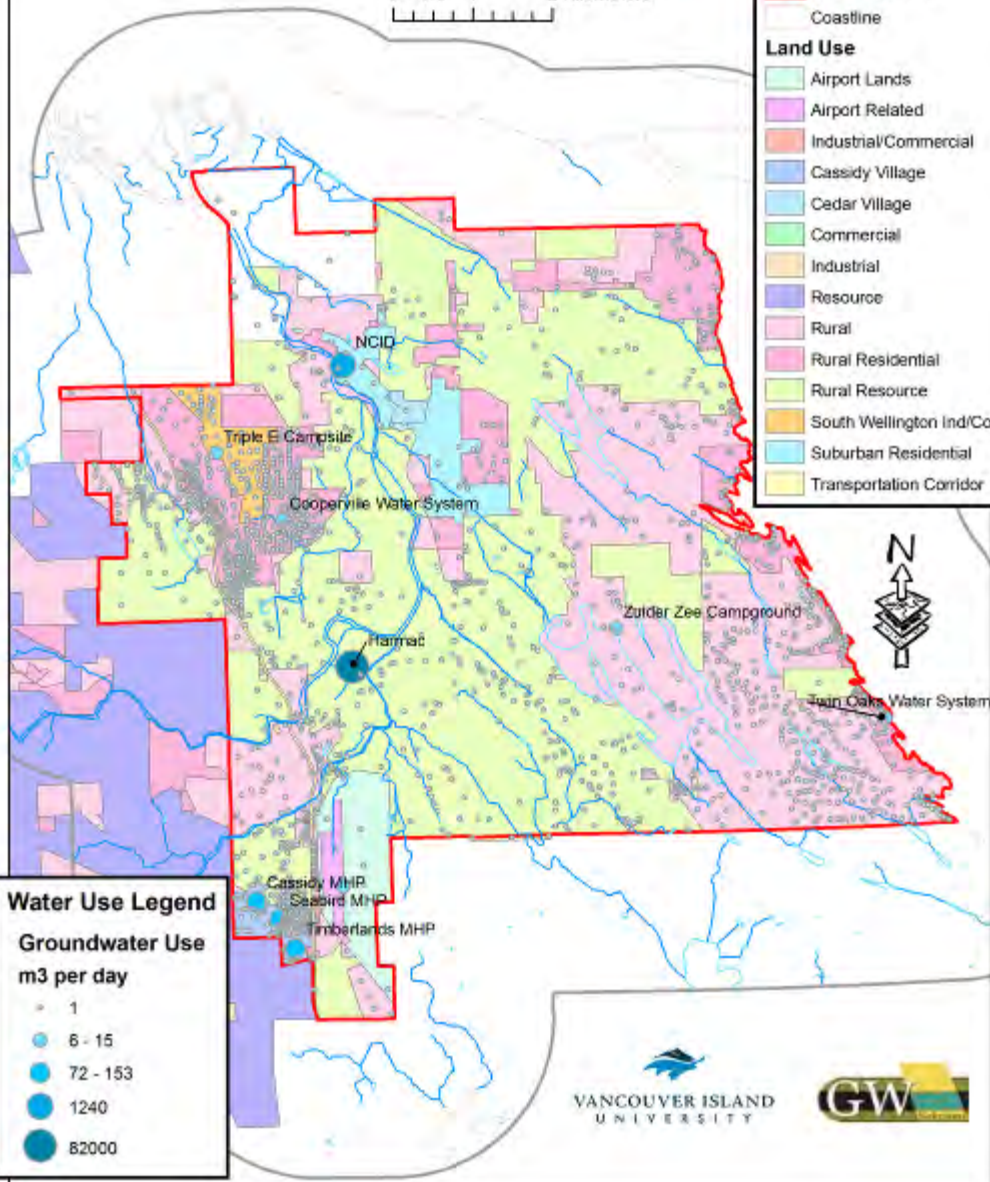 Coastline
Land Use
Airport Lands
Airport Related
Industrial/Commercial
Cassidy Village
Cedar Village
Commercial
Industrial
Resource
Rural
Rural Residential
Rural Resource
South Wellington Ind/Co
Suburban Residential
Transportation Corridor
N
NCID
Triple E Campsite
Cooperville Water System
Zuider Zee Campground
Harmac
Twin Oaks Water System
Cassidy MHP
Seabird MHP
Timberlands MHP
Water Use Legend
Groundwater Use
m3 per day
1
6 - 15
72 - 153
1240
82000
VANCOUVER ISLAND
UNIVERSITY
GW